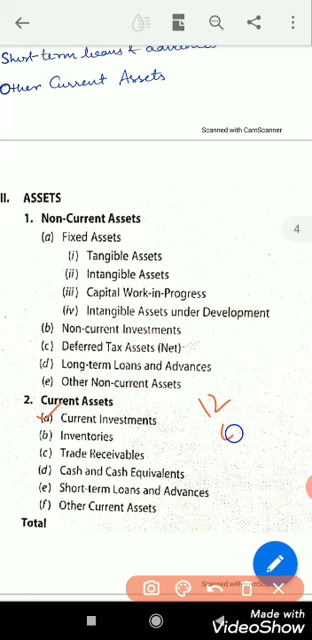 Short term loans & advances
Other Current Assets
Scanned with CamScanner
4
II. ASSETS
1. Non-Current Assets
(a) Fixed Assets
(i) Tangible Assets
(ii) Intangible Assets
(iii) Capital Work-in-Progress
(iv) Intangible Assets under Development
(b) Non-current Investments
(c) Deferred Tax Assets (Net)
(d) Long-term Loans and Advances
(e) Other Non-current Assets
2. Current Assets
(a) Current Investments
12
(b) Inventories
(c) Trade Receivables
(d) Cash and Cash Equivalents
(e) Short-term Loans and Advances
(f) Other Current Assets
Total
Scanned with
Made with
VideoShow